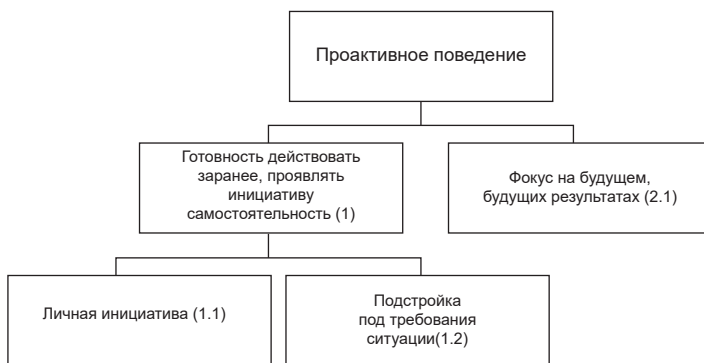 Проактивное поведение
Готовность действовать
заранее, проявлять
инициативу
самостоятельность (1)
Фокус на будущем,
будущих результатах (2.1)
Личная инициатива (1.1)
Подстройка
под требования
ситуации(1.2)